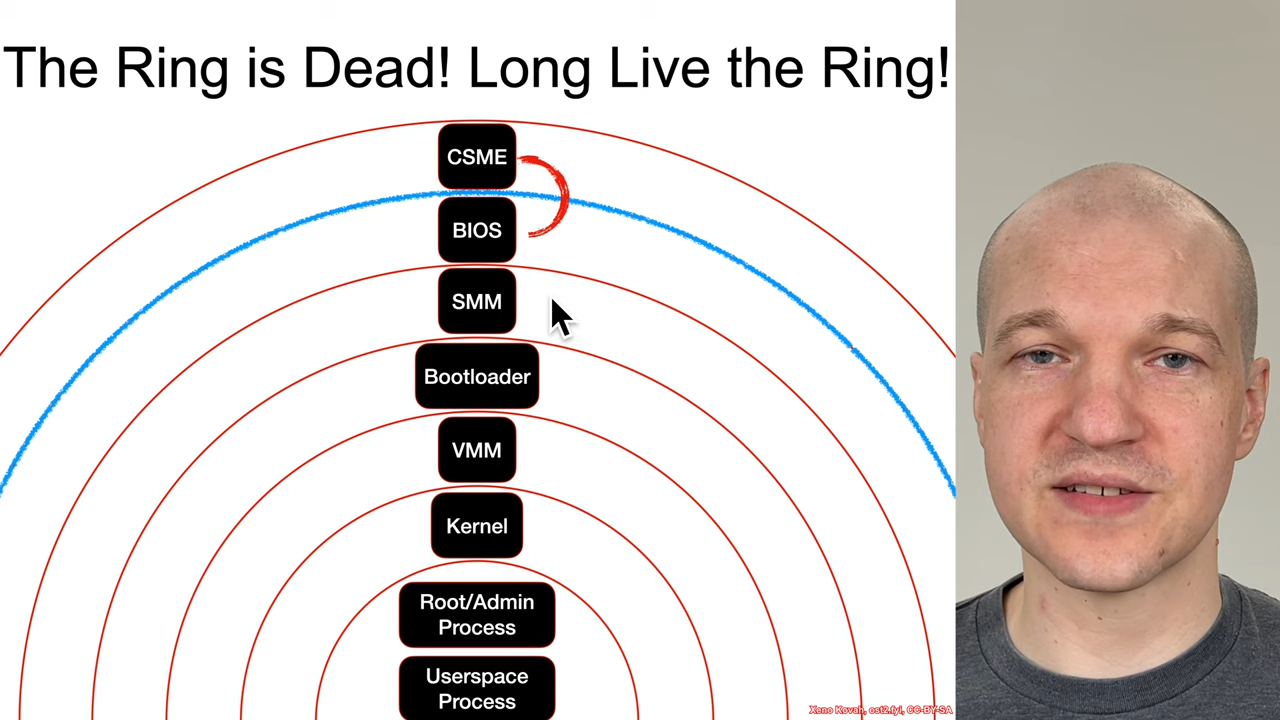 The Ring is Dead! Long Live the Ring!
CSME
BIOS
SMM
Bootloader
VMM
Kernel
Root/Admin
Process
Userspace
Process
Xeno Kovah, ost2.fyi, CC-BY-SA